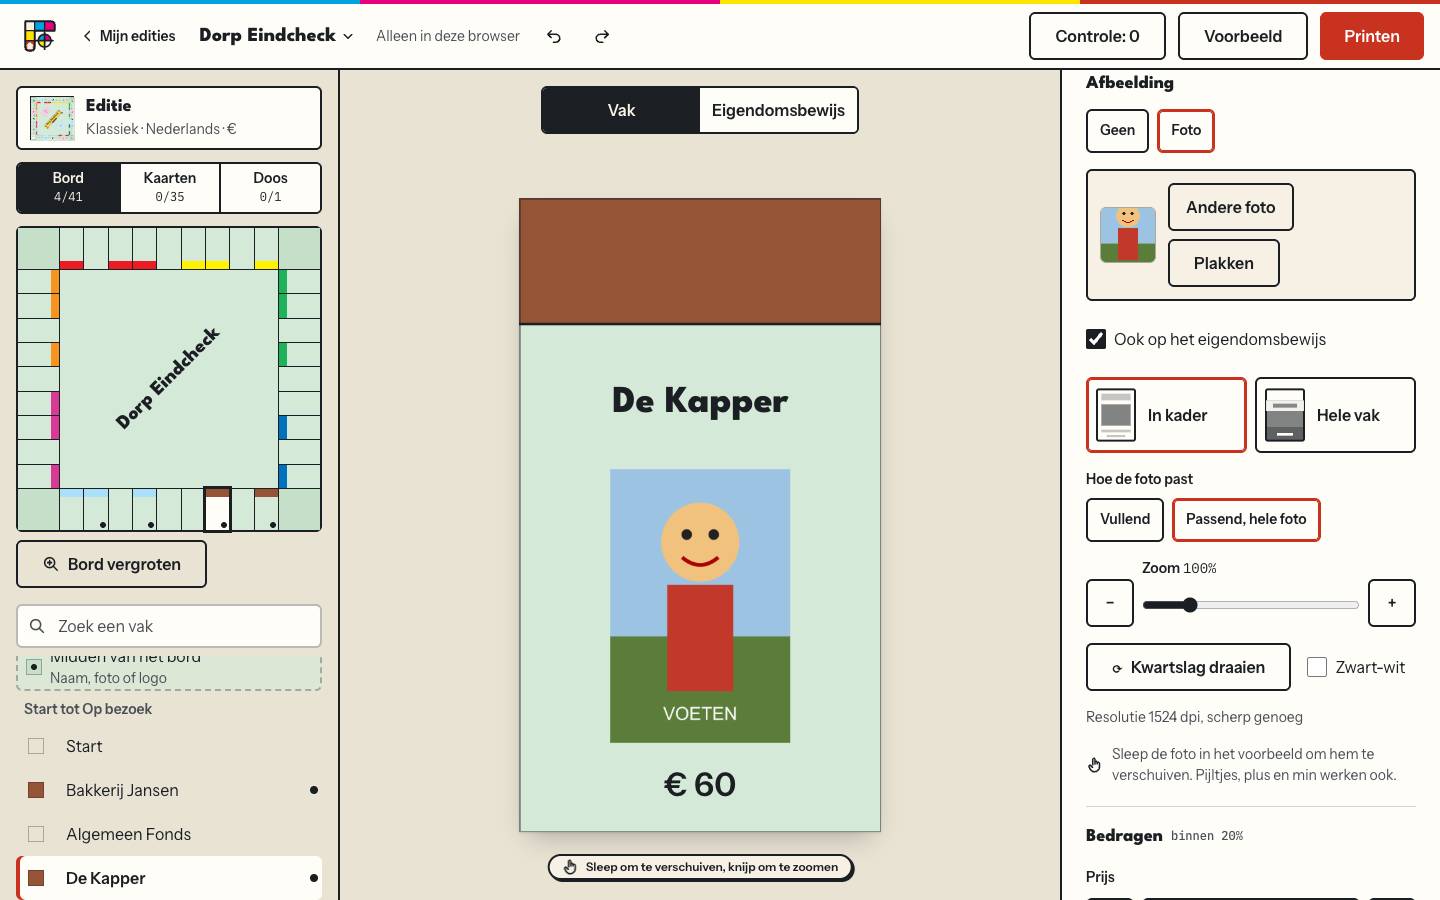 Mijn edities
Dorp Eindcheck
Alleen in deze browser
Controle: 0
Voorbeeld
Printen
Editie
Klassiek · Nederlands · €
Bord
4/41
Kaarten
0/35
Doos
0/1
Dorp Eindcheck
Bord vergroten
Zoek een vak
Midden van het bord
Naam, foto of logo
Start tot Op bezoek
Start
Bakkerij Jansen
Algemeen Fonds
De Kapper
Vak
Eigendomsbewijs
De Kapper
VOETEN
€ 60
Sleep om te verschuiven, knijp om te zoomen
Afbeelding
Geen
Foto
Andere foto
Plakken
Ook op het eigendomsbewijs
In kader
Hele vak
Hoe de foto past
Vullend
Passend, hele foto
Zoom 100%
−
+
Kwartslag draaien
Zwart-wit
Resolutie 1524 dpi, scherp genoeg
Sleep de foto in het voorbeeld om hem te
verschuiven. Pijltjes, plus en min werken ook.
Bedragen binnen 20%
Prijs